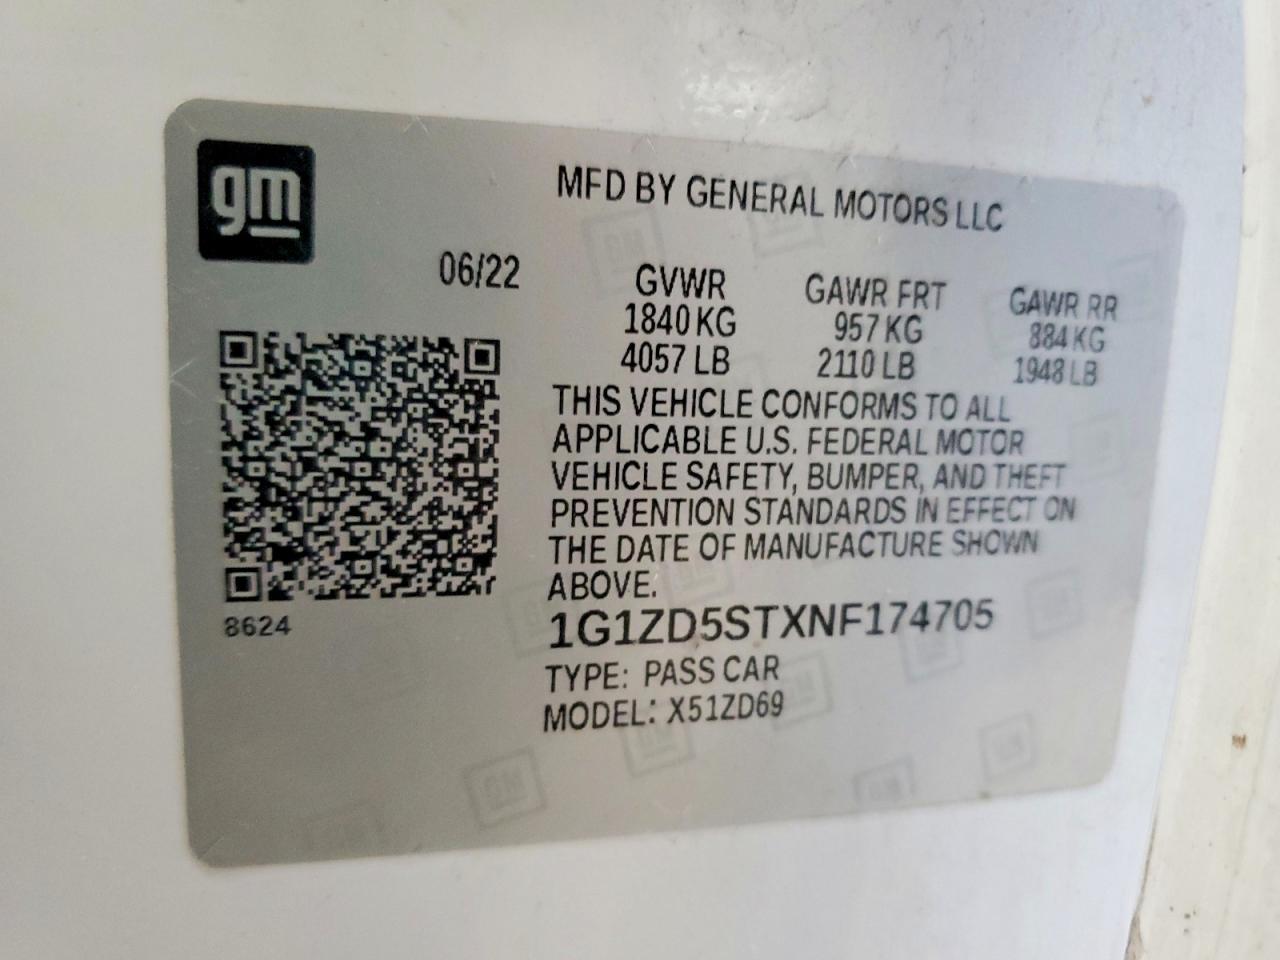 gm
MFD BY GENERAL MOTORS LLC
06/22
GVWR GAWR FRT GAWR RR
1840 KG 957 KG 884 KG
4057 LB 2110 LB 1948 LB
THIS VEHICLE CONFORMS TO ALL
APPLICABLE U.S. FEDERAL MOTOR
VEHICLE SAFETY, BUMPER, AND THEFT
PREVENTION STANDARDS IN EFFECT ON
THE DATE OF MANUFACTURE SHOWN
ABOVE.
8624
1G1ZD5STXNF174705
TYPE: PASS CAR
MODEL: X51ZD69